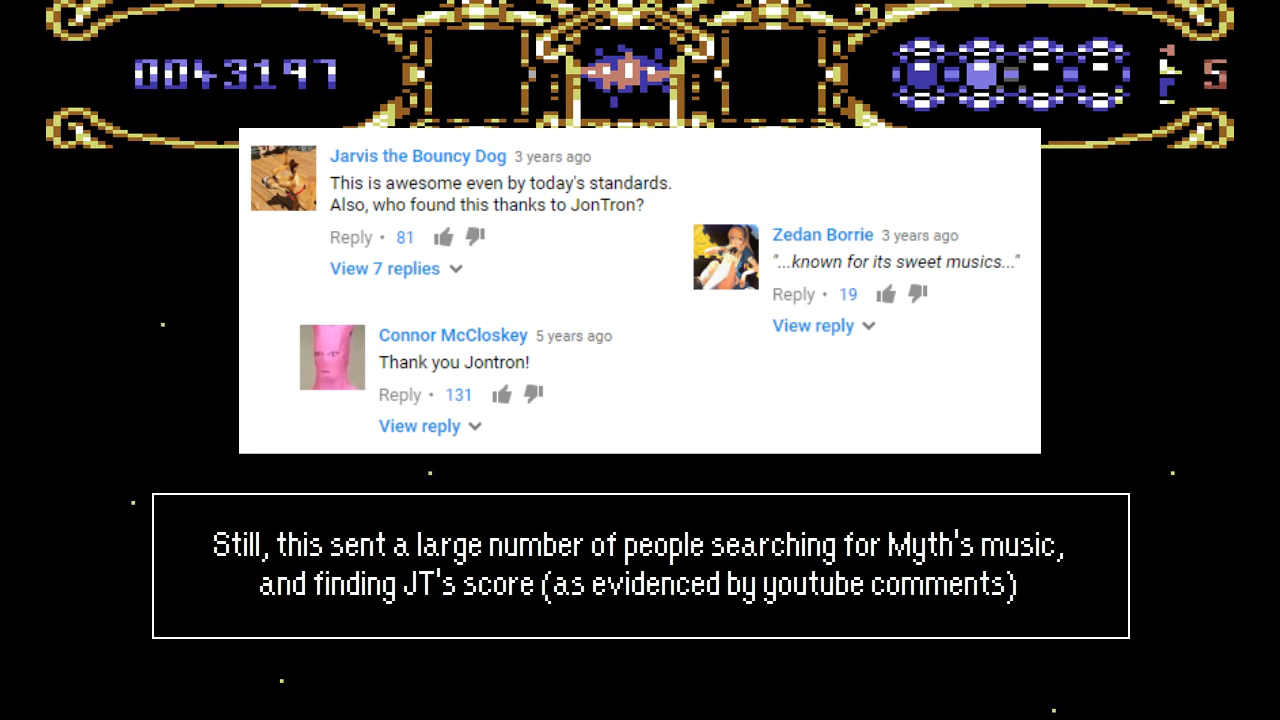 0043197
1
P
5
Jarvis the Bouncy Dog 3 years ago
This is awesome even by today's standards.
Also, who found this thanks to JonTron?
Reply • 81
View 7 replies
Zedan Borrie 3 years ago
"...known for its sweet musics..."
Reply • 19
View reply
Connor McCloskey 5 years ago
Thank you Jontron!
Reply • 131
View reply
Still, this sent a large number of people searching for Myth's music,
and finding JT's score (as evidenced by youtube comments)